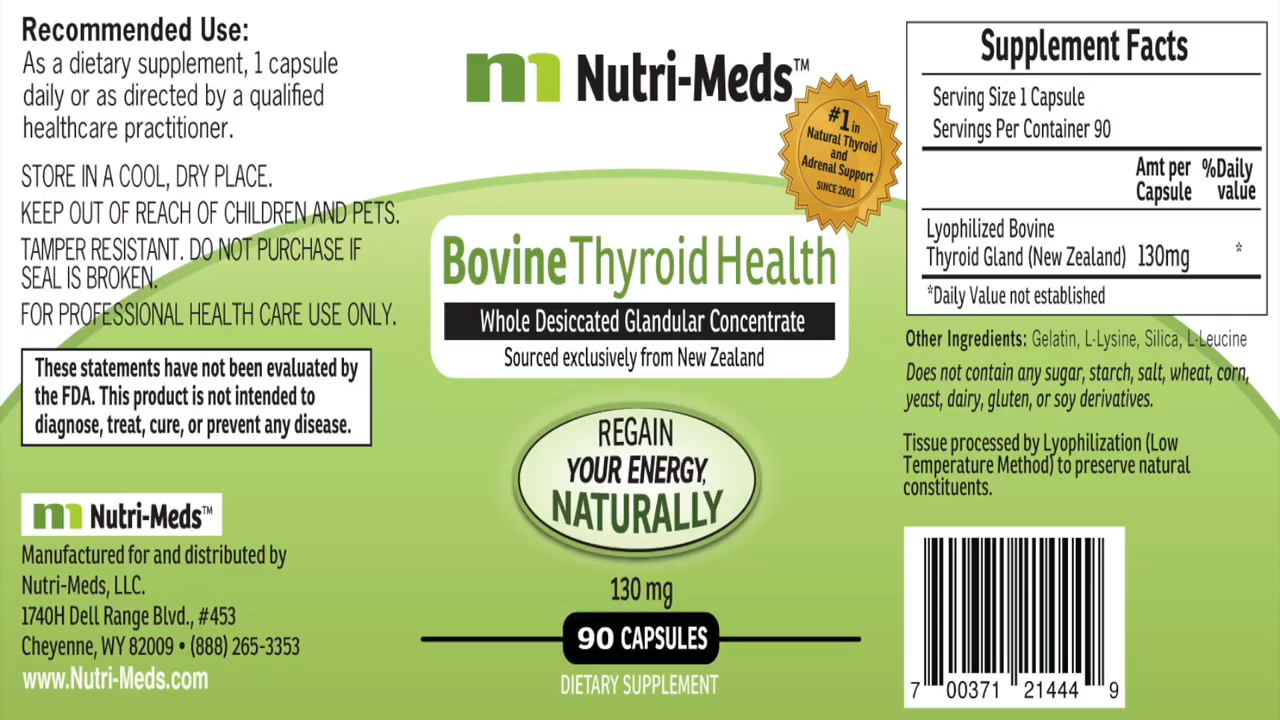 Recommended Use:
As a dietary supplement, 1 capsule
daily or as directed by a qualified
healthcare practitioner.
STORE IN A COOL, DRY PLACE.
KEEP OUT OF REACH OF CHILDREN AND PETS.
TAMPER RESISTANT. DO NOT PURCHASE IF
SEAL IS BROKEN.
FOR PROFESSIONAL HEALTH CARE USE ONLY.
These statements have not been evaluated by
the FDA. This product is not intended to
diagnose, treat, cure, or prevent any disease.
m Nutri-Meds™
Manufactured for and distributed by
Nutri-Meds, LLC.
1740H Dell Range Blvd., #453
Cheyenne, WY 82009 • (888) 265-3353
www.Nutri-Meds.com
m Nutri-Meds™
#1 in
Natural Thyroid
and
Adrenal Support
SINCE 2001
Bovine Thyroid Health
Whole Desiccated Glandular Concentrate
Sourced exclusively from New Zealand
REGAIN
YOUR ENERGY,
NATURALLY
130 mg
90 CAPSULES
DIETARY SUPPLEMENT
Supplement Facts
Serving Size 1 Capsule
Servings Per Container 90
Amt per %Daily
Capsule value
Lyophilized Bovine
Thyroid Gland (New Zealand) 130mg *
*Daily Value not established
Other Ingredients: Gelatin, L-Lysine, Silica, L-Leucine
Does not contain any sugar, starch, salt, wheat, corn,
yeast, dairy, gluten, or soy derivatives.
Tissue processed by Lyophilization (Low
Temperature Method) to preserve natural
constituents.
7 00371 21444 9